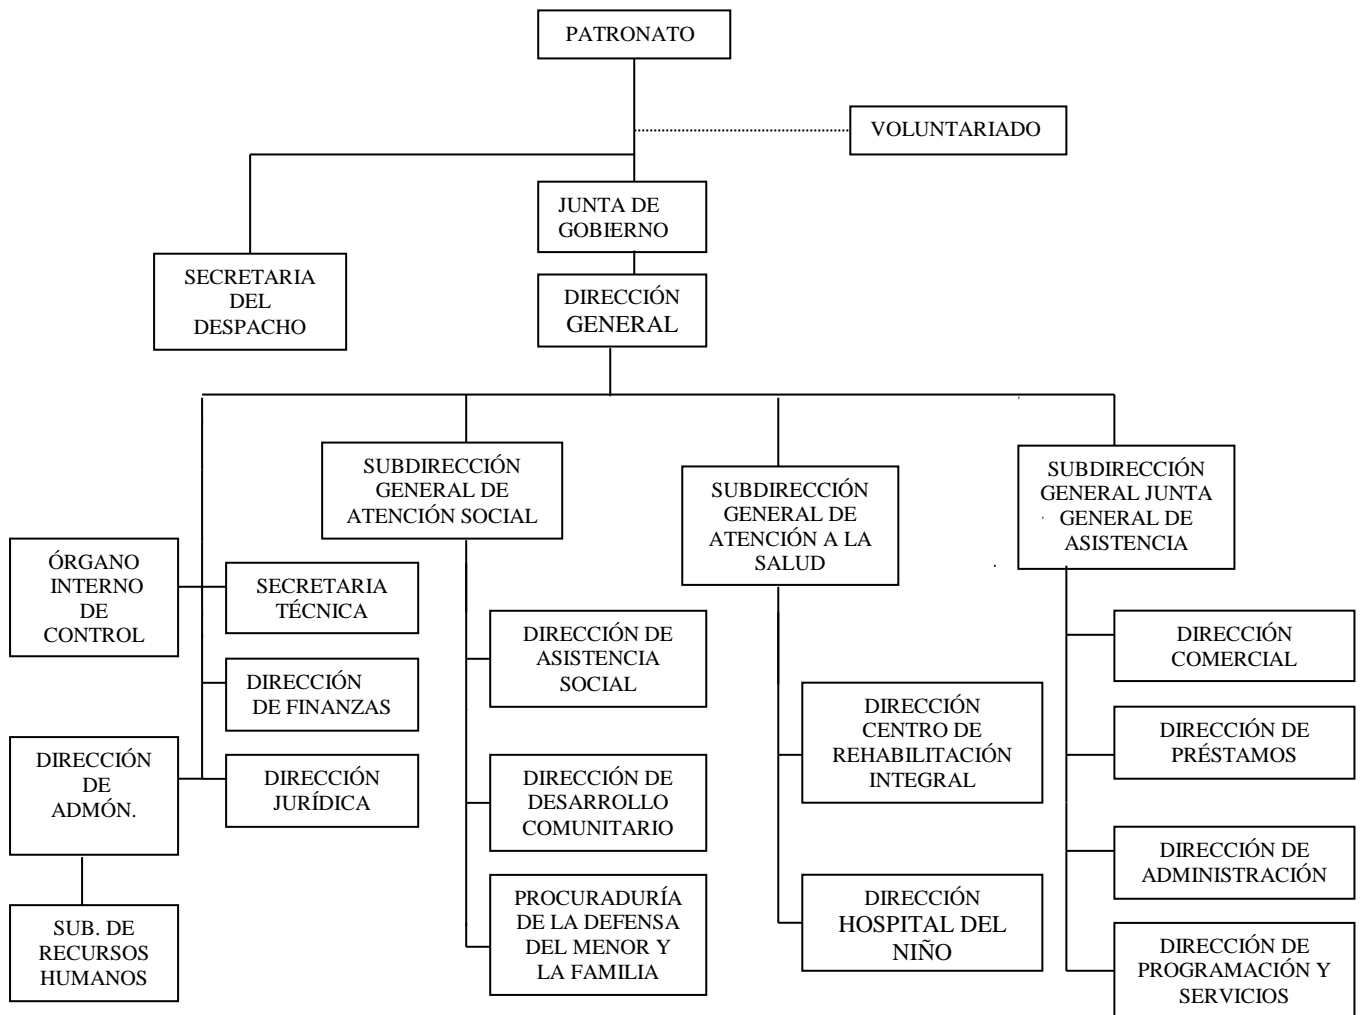 PATRONATO
VOLUNTARIADO
JUNTA DE
GOBIERNO
SECRETARIA
DEL
DESPACHO
DIRECCIÓN
GENERAL
SUBDIRECCIÓN
GENERAL DE
ATENCIÓN SOCIAL
SUBDIRECCIÓN
GENERAL DE
ATENCIÓN A LA
SALUD
SUBDIRECCIÓN
GENERAL JUNTA
GENERAL DE
ASISTENCIA
ÓRGANO
INTERNO
DE
CONTROL
SECRETARIA
TÉCNICA
DIRECCIÓN
DE FINANZAS
DIRECCIÓN
DE
ADMÓN.
DIRECCIÓN
JURÍDICA
SUB. DE
RECURSOS
HUMANOS
DIRECCIÓN DE
ASISTENCIA
SOCIAL
DIRECCIÓN DE
DESARROLLO
COMUNITARIO
PROCURADURÍA
DE LA DEFENSA
DEL MENOR Y
LA FAMILIA
DIRECCIÓN
CENTRO DE
REHABILITACIÓN
INTEGRAL
DIRECCIÓN
HOSPITAL DEL
NIÑO
DIRECCIÓN
COMERCIAL
DIRECCIÓN DE
PRÉSTAMOS
DIRECCIÓN DE
ADMINISTRACIÓN
DIRECCIÓN DE
PROGRAMACIÓN Y
SERVICIOS